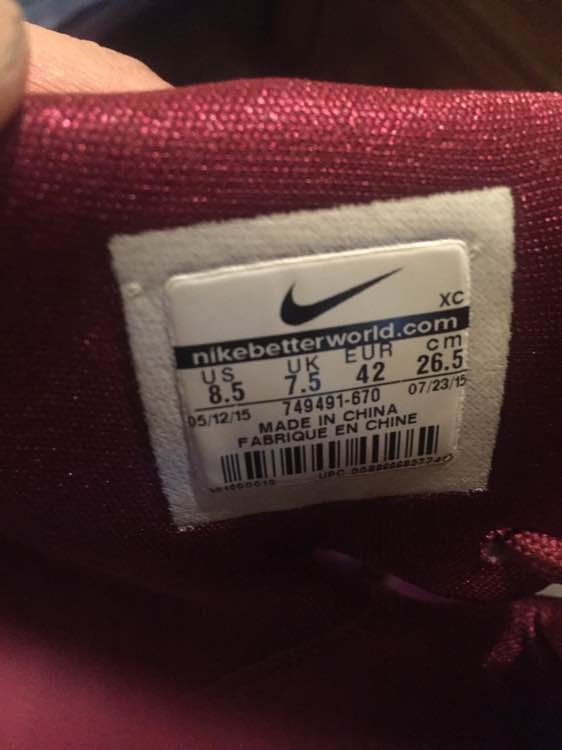 XC
nikebetterworld.com
US UK EUR cm
8.5 7.5 42 26.5
05/12/15 749491-670 07/23/15
MADE IN CHINA
FABRIQUE EN CHINE
UPC